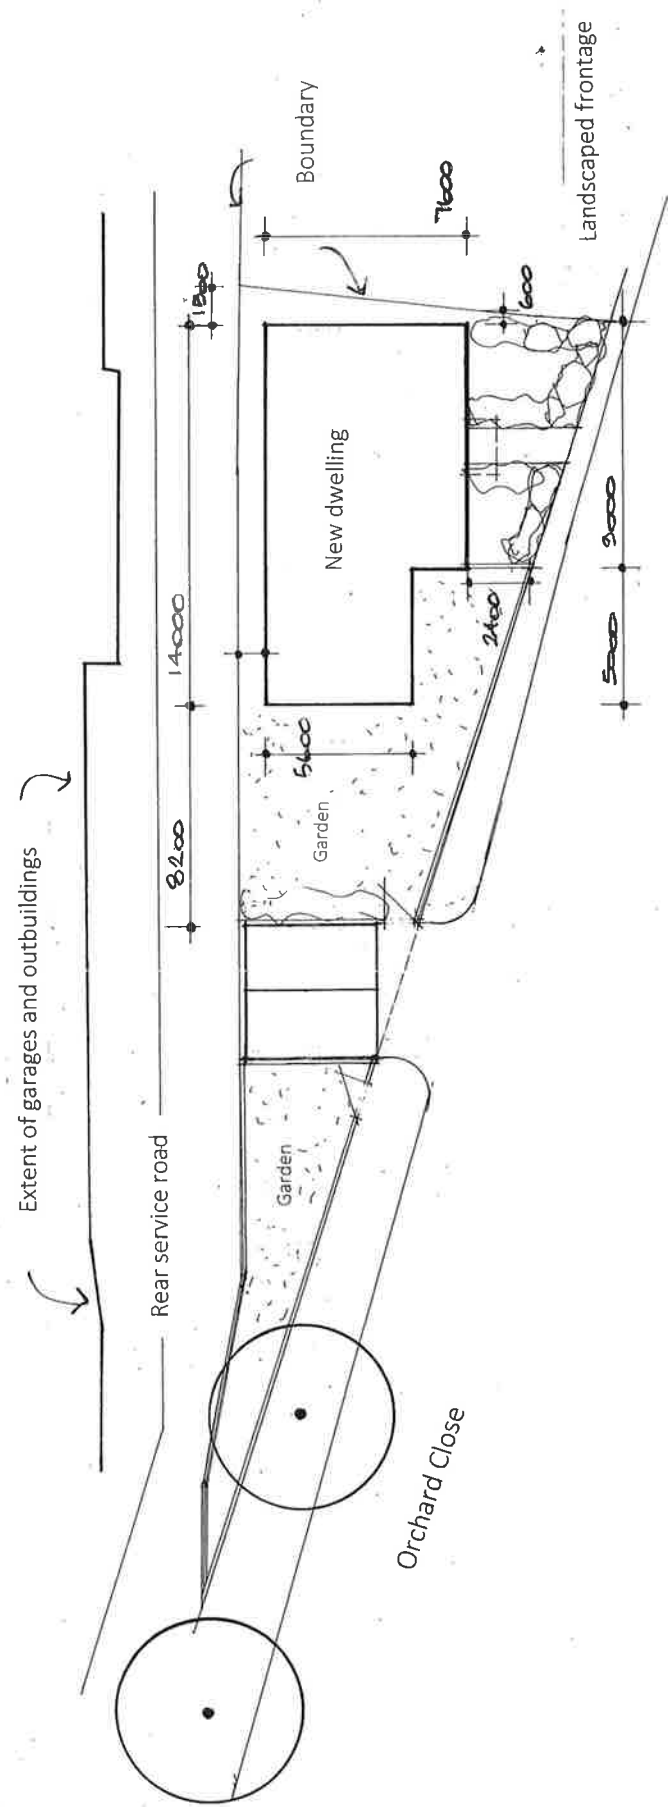 Extent of garages and outbuildings
Rear service road
8200
14000
1500
Boundary
7600
600
New dwelling
5600
Garden
Garden
2400
5000
9000
Landscaped frontage
Orchard Close